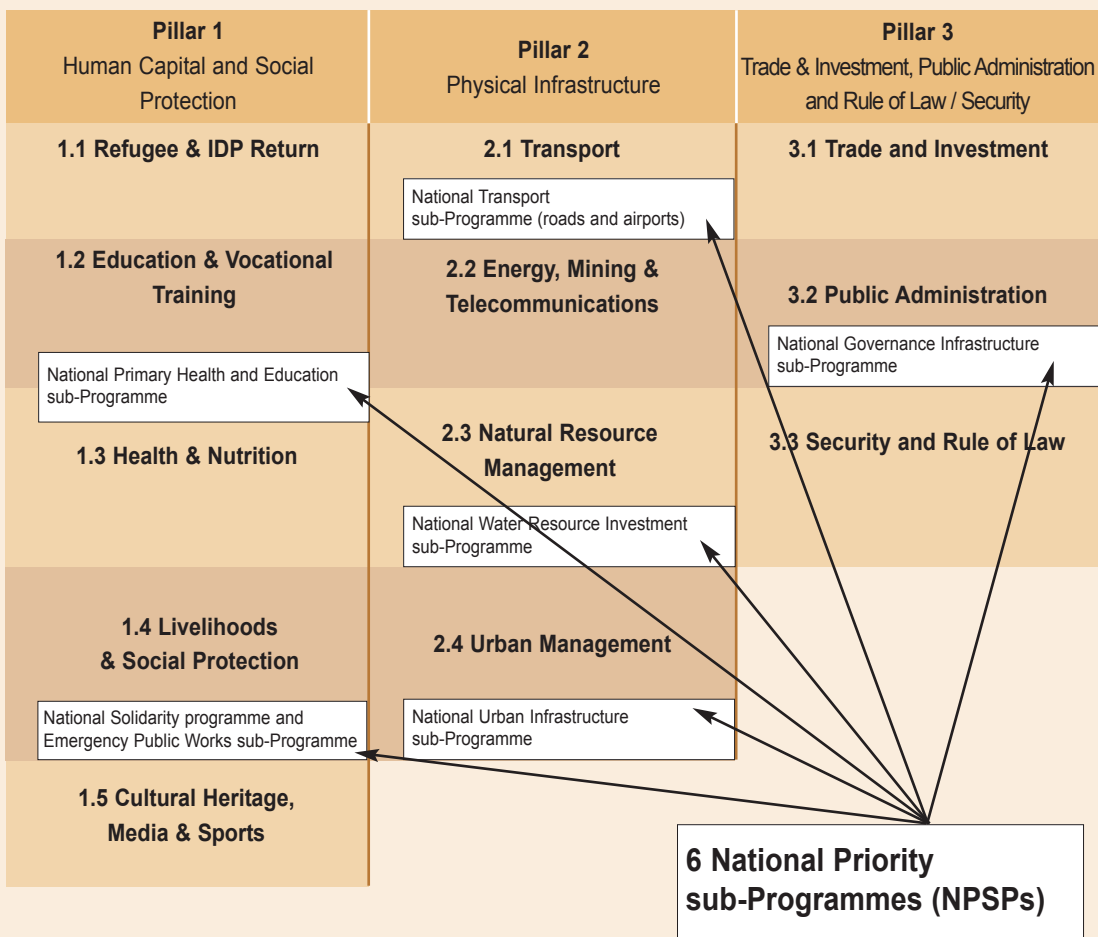 Pillar 1
Human Capital and Social
Protection
Pillar 2
Physical Infrastructure
Pillar 3
Trade & Investment, Public Administration
and Rule of Law / Security
1.1 Refugee & IDP Return
1.2 Education & Vocational
Training
National Primary Health and Education
sub-Programme
1.3 Health & Nutrition
1.4 Livelihoods
& Social Protection
National Solidarity programme and
Emergency Public Works sub-Programme
1.5 Cultural Heritage,
Media & Sports
2.1 Transport
National Transport
sub-Programme (roads and airports)
2.2 Energy, Mining &
Telecommunications
2.3 Natural Resource
Management
National Water Resource Investment
sub-Programme
2.4 Urban Management
National Urban Infrastructure
sub-Programme
3.1 Trade and Investment
3.2 Public Administration
National Governance Infrastructure
sub-Programme
3.3 Security and Rule of Law
6 National Priority
sub-Programmes (NPSPs)